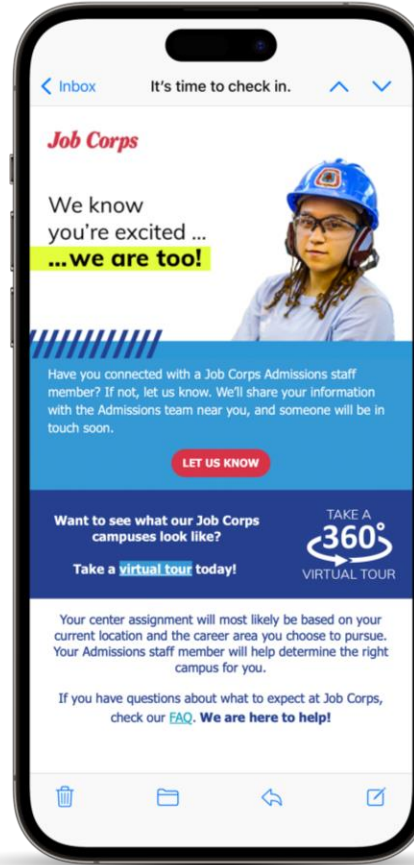 Inbox
It's time to check in.
Job Corps
We know
you're excited ...
...we are too!
Have you connected with a Job Corps Admissions staff
member? If not, let us know. We'll share your information
with the Admissions team near you, and someone will be in
touch soon.
LET US KNOW
Want to see what our Job Corps
campuses look like?
Take a virtual tour today!
TAKE A
360°
VIRTUAL TOUR
Your center assignment will most likely be based on your
current location and the career area you choose to pursue.
Your Admissions staff member will help determine the right
campus for you.
If you have questions about what to expect at Job Corps,
check our FAQ. We are here to help!